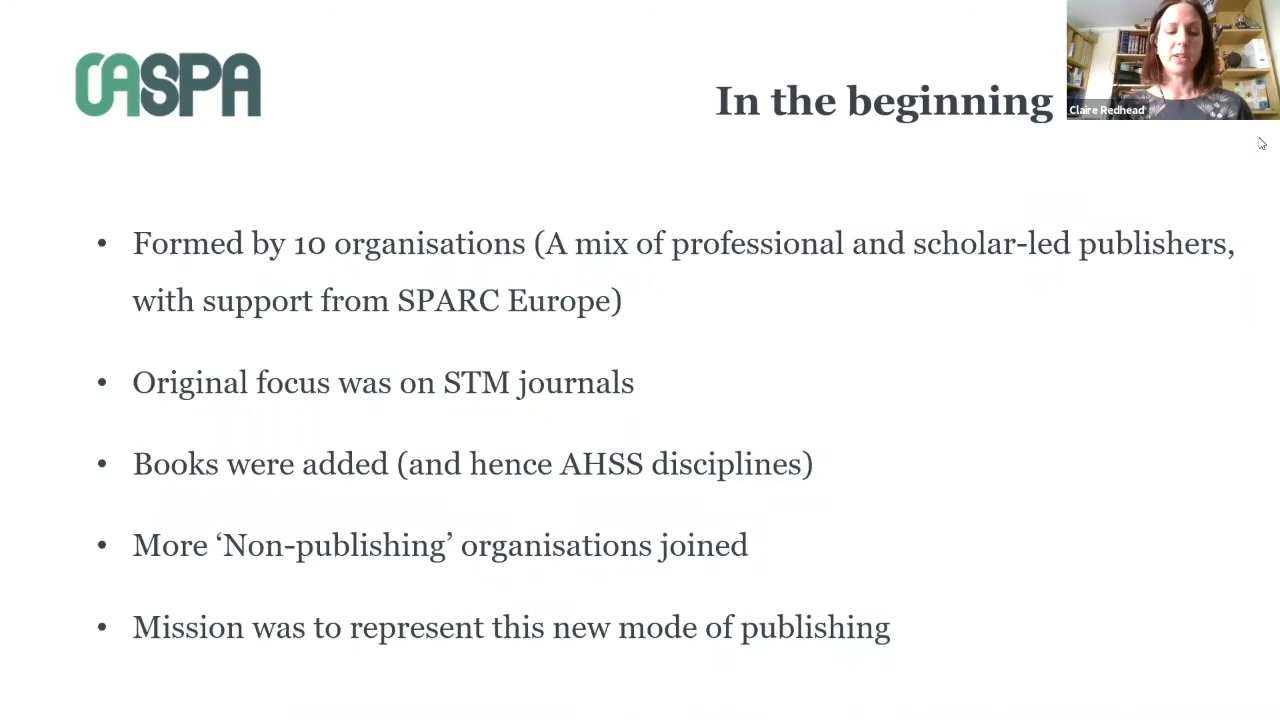 OASPA
In the beginning
Claire Redhead
• Formed by 10 organisations (A mix of professional and scholar-led publishers,
with support from SPARC Europe)
• Original focus was on STM journals
• Books were added (and hence AHSS disciplines)
• More ‘Non-publishing’ organisations joined
• Mission was to represent this new mode of publishing